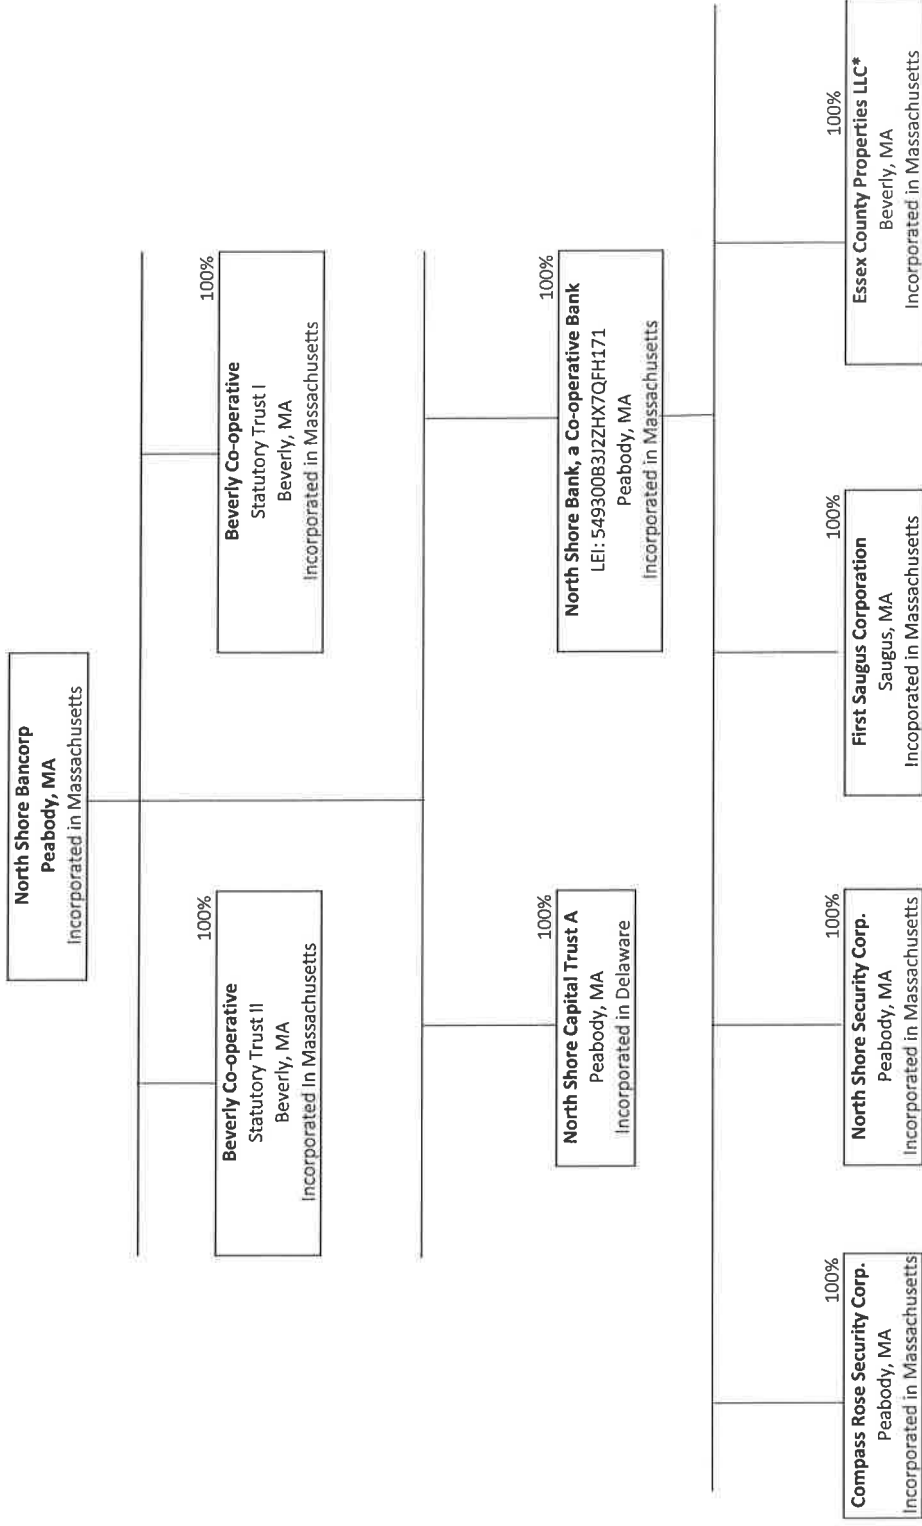 North Shore Bancorp
Peabody, MA
Incorporated in Massachusetts
100%
Beverly Co-operative
Statutory Trust II
Beverly, MA
Incorporated In Massachusetts
100%
Beverly Co-operative
Statutory Trust I
Beverly, MA
Incorporated in Massachusetts
100%
North Shore Capital Trust A
Peabody, MA
Incorporated in Delaware
100%
North Shore Bank, a Co-operative Bank
LEI: 549300B3J2ZHX7QFH171
Peabody, MA
Incorporated in Massachusetts
100%
Compass Rose Security Corp.
Peabody, MA
Incorporated in Massachusetts
100%
North Shore Security Corp.
Peabody, MA
Incorporated in Massachusetts
100%
First Saugus Corporation
Saugus, MA
Incoporated in Massachusetts
100%
Essex County Properties LLC*
Beverly, MA
Incorporated in Massachusetts